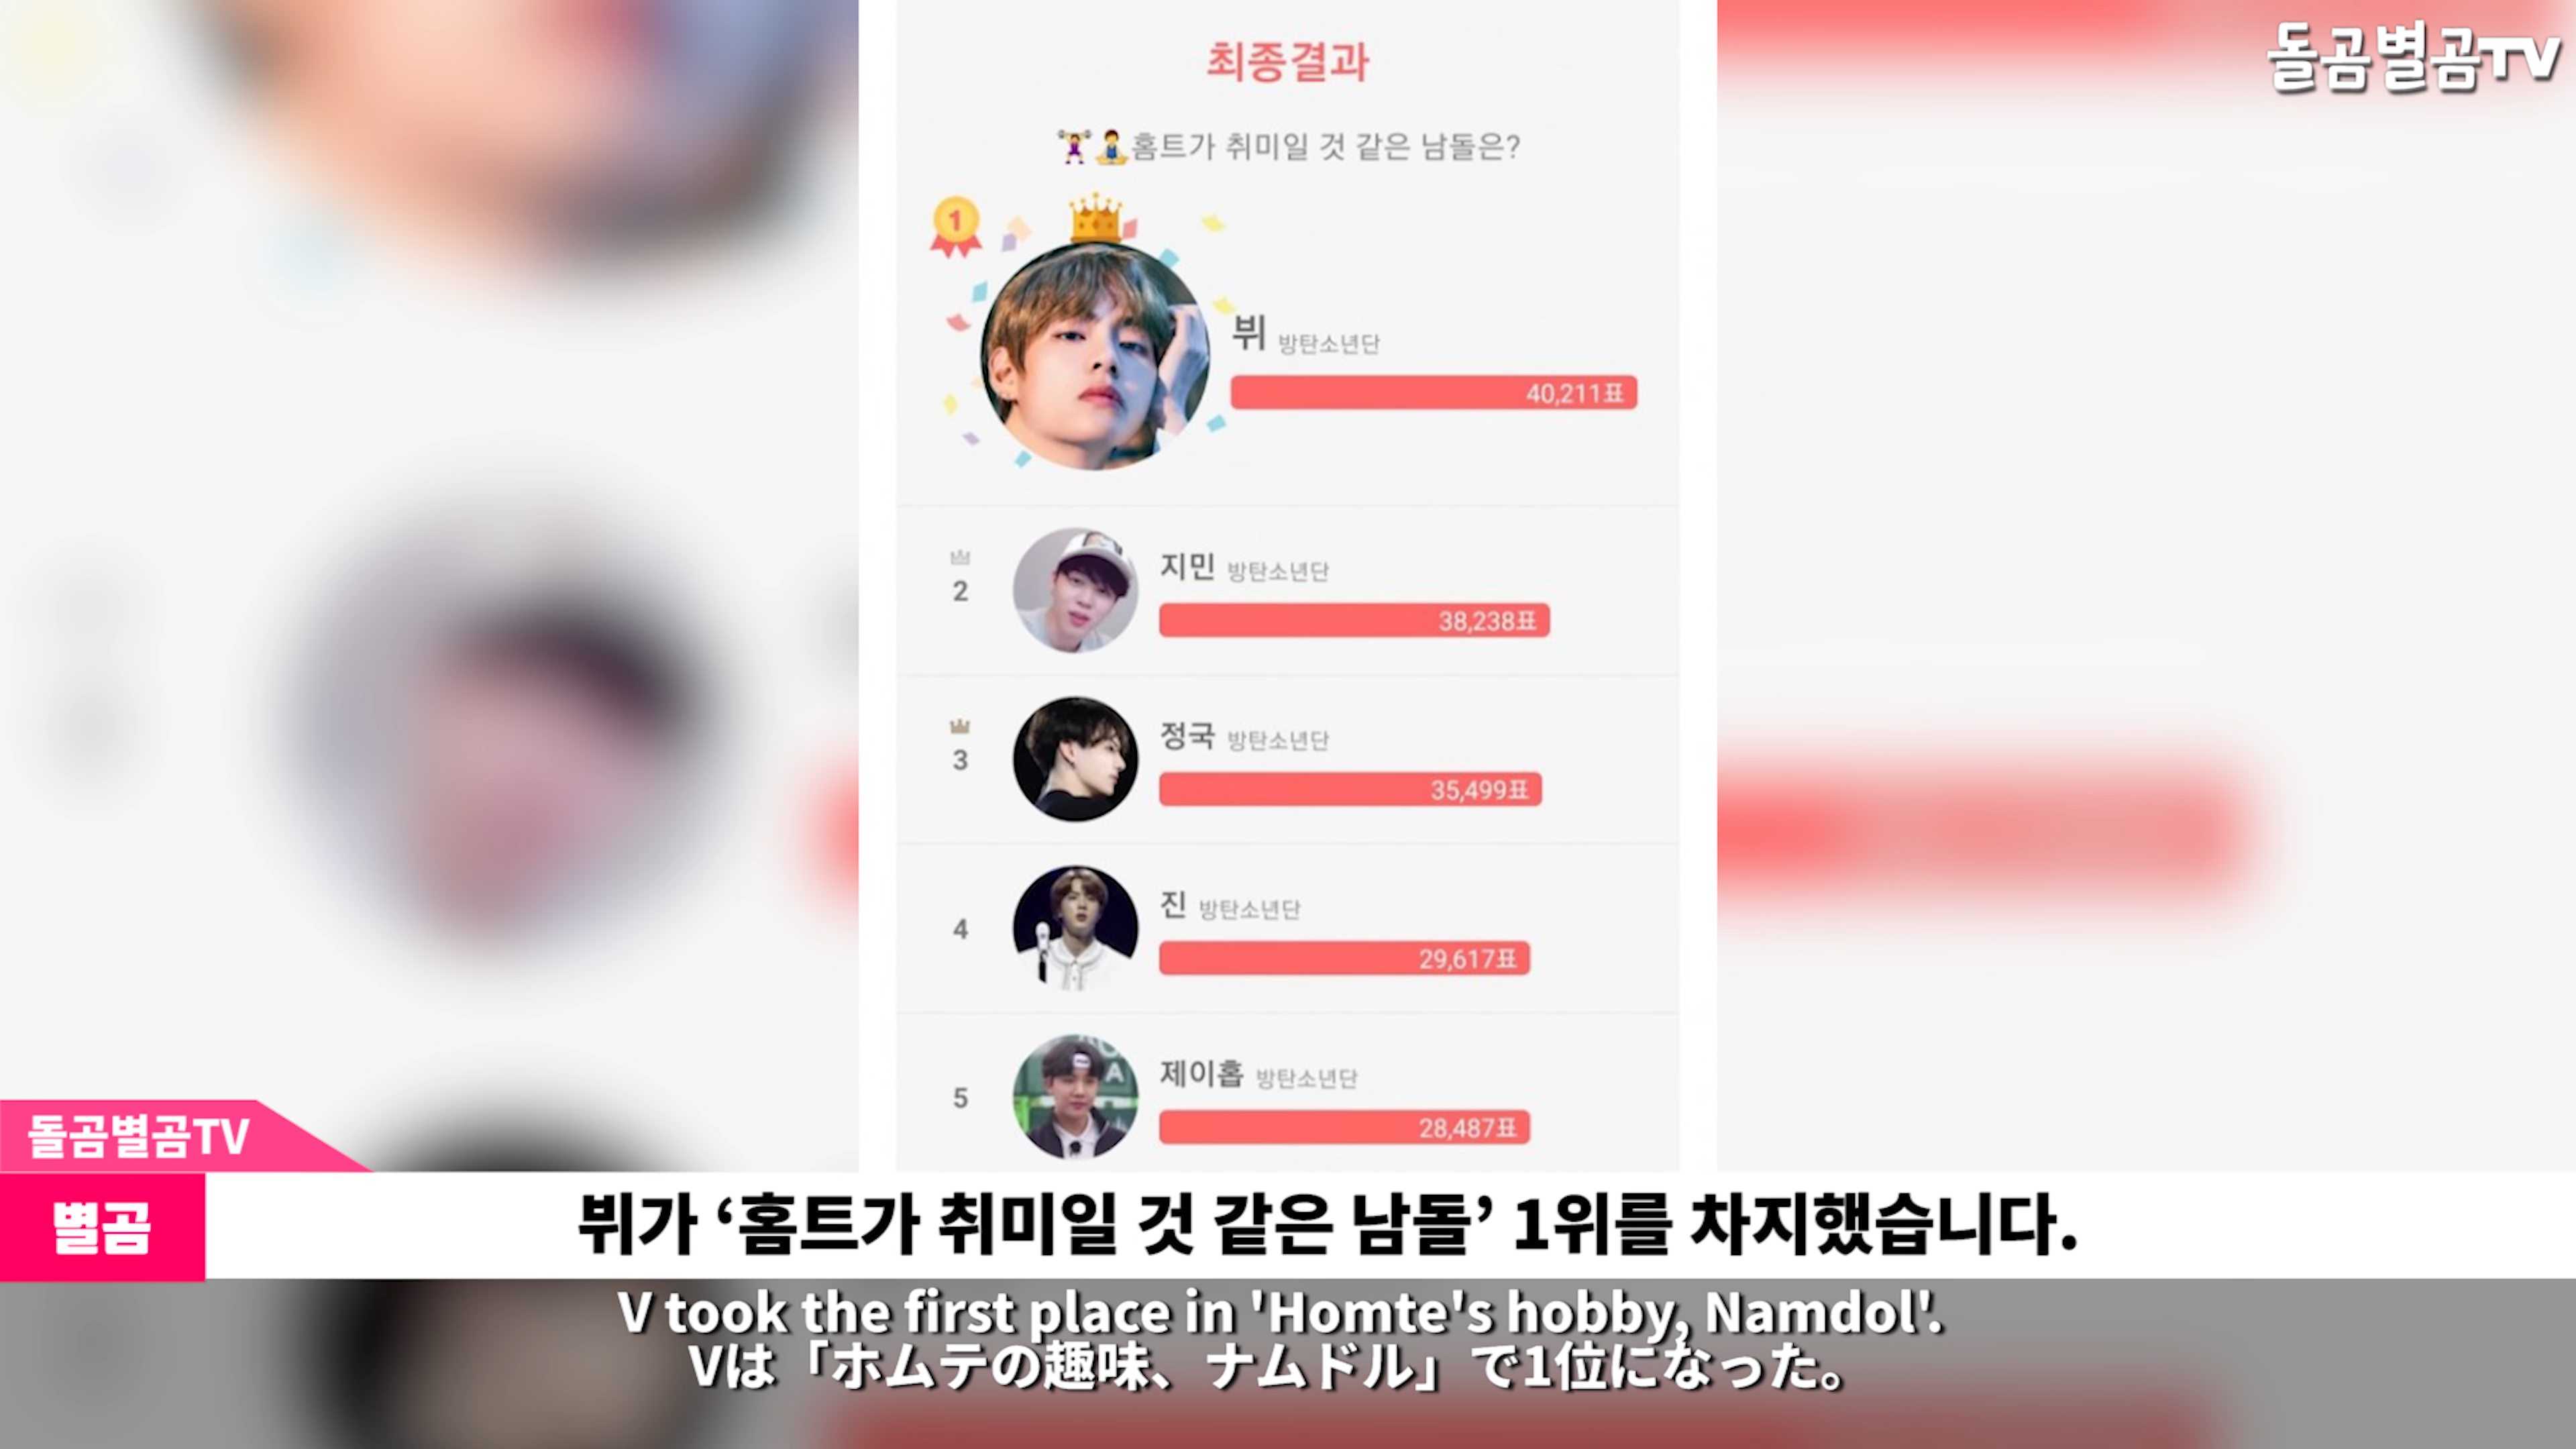 돌곰별곰TV
최종결과
홈트가 취미일 것 같은 남돌은?
1
뷔 방탄소년단
40,211표
2
지민 방탄소년단
38,238표
3
정국 방탄소년단
35,499표
4
진 방탄소년단
29,617표
5
제이홉 방탄소년단
28,487표
돌곰별곰TV
별곰
뷔가 ‘홈트가 취미일 것 같은 남돌’ 1위를 차지했습니다.
V took the first place in 'Homte's hobby, Namdol'.
Vは「ホムテの趣味、ナムドル」で1位になった。